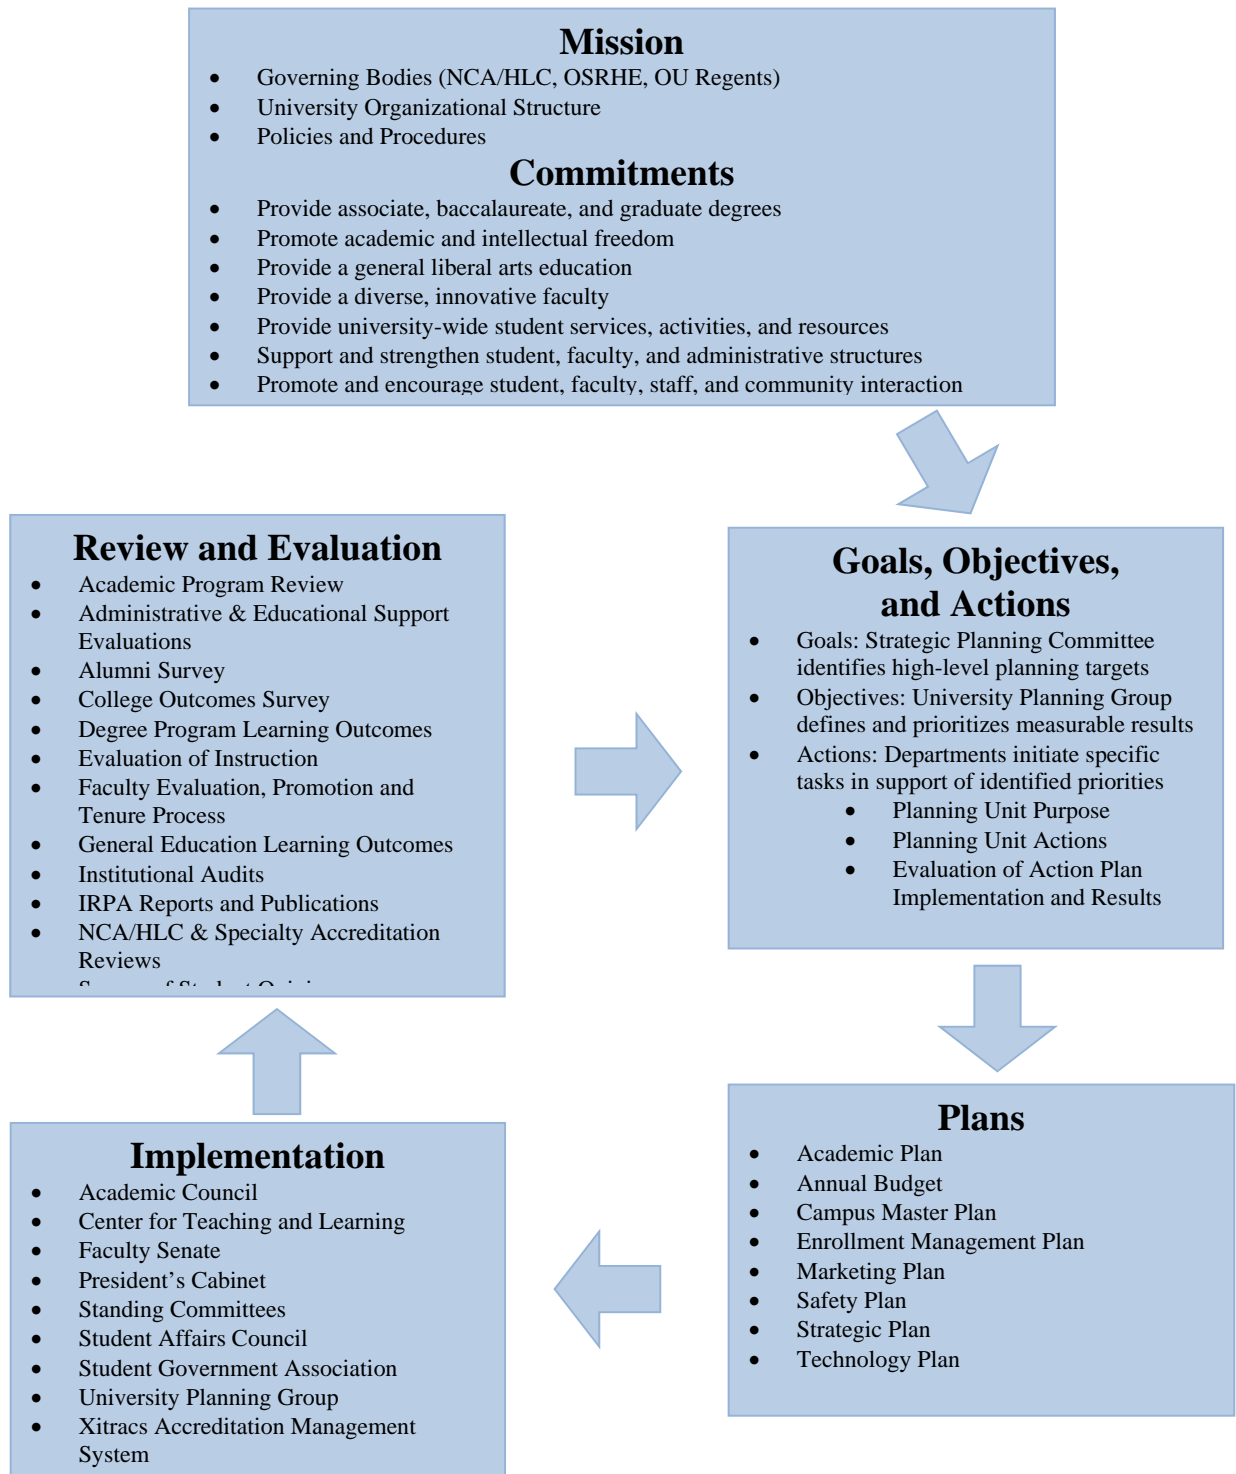 Mission
• Governing Bodies (NCA/HLC, OSRHE, OU Regents)
• University Organizational Structure
• Policies and Procedures
Commitments
• Provide associate, baccalaureate, and graduate degrees
• Promote academic and intellectual freedom
• Provide a general liberal arts education
• Provide a diverse, innovative faculty
• Provide university-wide student services, activities, and resources
• Support and strengthen student, faculty, and administrative structures
• Promote and encourage student, faculty, staff, and community interaction
Review and Evaluation
• Academic Program Review
• Administrative & Educational Support
Evaluations
• Alumni Survey
• College Outcomes Survey
• Degree Program Learning Outcomes
• Evaluation of Instruction
• Faculty Evaluation, Promotion and
Tenure Process
• General Education Learning Outcomes
• Institutional Audits
• IRPA Reports and Publications
• NCA/HLC & Specialty Accreditation
Reviews
Goals, Objectives,
and Actions
• Goals: Strategic Planning Committee
identifies high-level planning targets
• Objectives: University Planning Group
defines and prioritizes measurable results
• Actions: Departments initiate specific
tasks in support of identified priorities
• Planning Unit Purpose
• Planning Unit Actions
• Evaluation of Action Plan
Implementation and Results
Plans
• Academic Plan
• Annual Budget
• Campus Master Plan
• Enrollment Management Plan
• Marketing Plan
• Safety Plan
• Strategic Plan
• Technology Plan
Implementation
• Academic Council
• Center for Teaching and Learning
• Faculty Senate
• President’s Cabinet
• Standing Committees
• Student Affairs Council
• Student Government Association
• University Planning Group
• Xitracs Accreditation Management
System